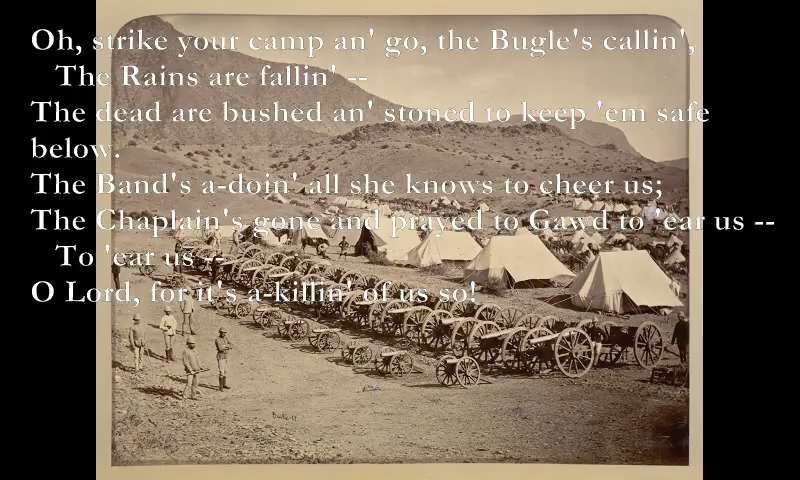 Oh, strike your camp an' go, the Bugle's callin',
The Rains are fallin' --
The dead are bushed an' stoned to keep 'em safe
below.
The Band's a-doin' all she knows to cheer us;
The Chaplain's gone and prayed to Gawd to 'ear us --
To 'ear us --
O Lord, for it's a-killin' of us so!